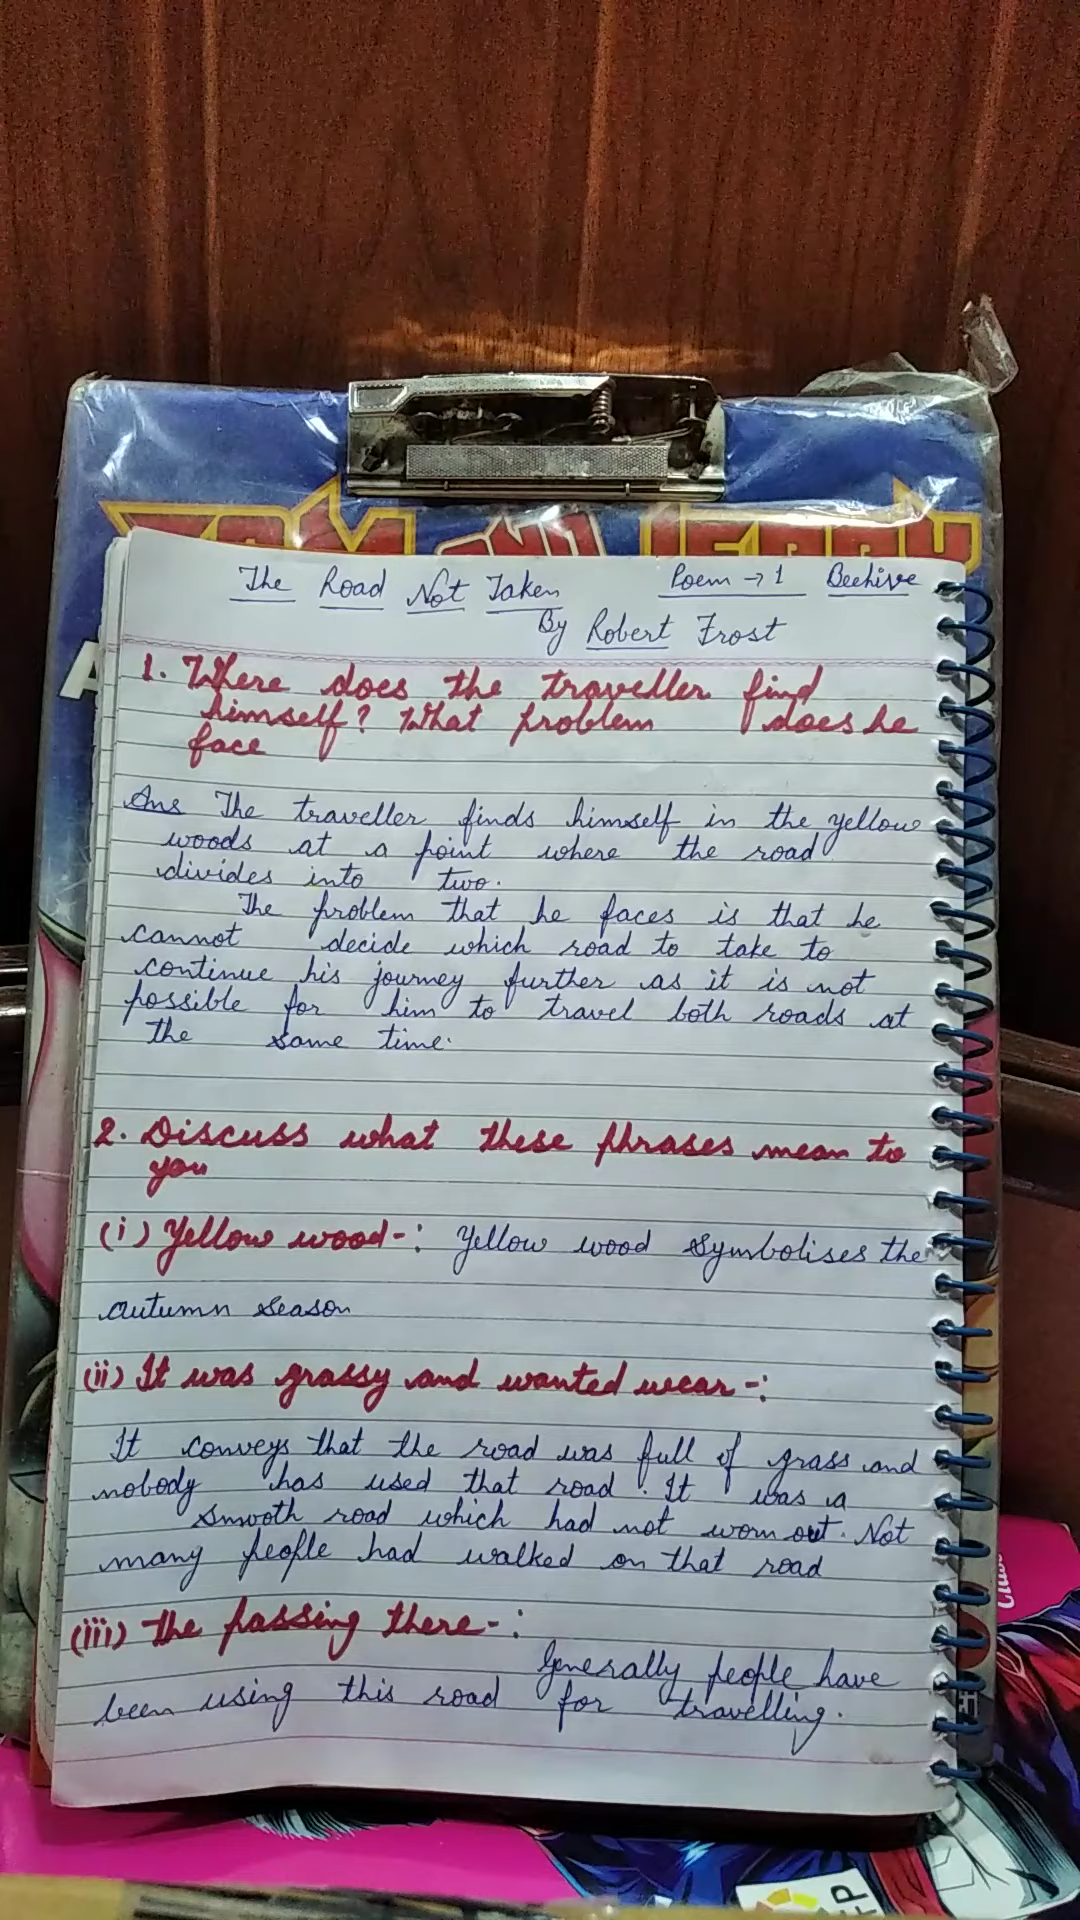 TOM AND JERRY
The Road Not Taken Poem → 1 Beehive
By Robert Frost
1. Where does the traveller find
himself? What problem does he
face
Ans The traveller finds himself in the yellow
woods at a point where the road
divides into two.
The problem that he faces is that he
cannot decide which road to take to
continue his journey further as it is not
possible for him to travel both roads at
the same time.
2. Discuss what these phrases mean to
you
(i) Yellow wood-: Yellow wood symbolises the
autumn season
(ii) It was grassy and wanted wear-:
It conveys that the road was full of grass and
nobody has used that road. It was a
smooth road which had not worn out. Not
many people had walked on that road
(iii) the passing there-:
Generally people have
been using this road for travelling.